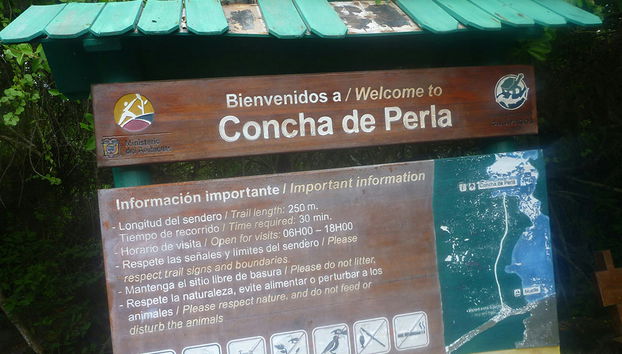 Bienvenidos a / Welcome to
Concha de Perla
Ministerio
del Ambiente
Información importante / Important information
- Longitud del sendero / Trail length: 250 m.
Tiempo de recorrido / Time required: 30 min.
- Horario de visita / Open for visits: 06H00 – 18H00
- Respete las señales y límites del sendero / Please
respect trail signs and boundaries.
- Mantenga el sitio libre de basura / Please do not litter.
- Respete la naturaleza, evite alimentar o perturbar a los
animales / Please respect nature, and do not feed or
disturb the animals
Concha de Perla